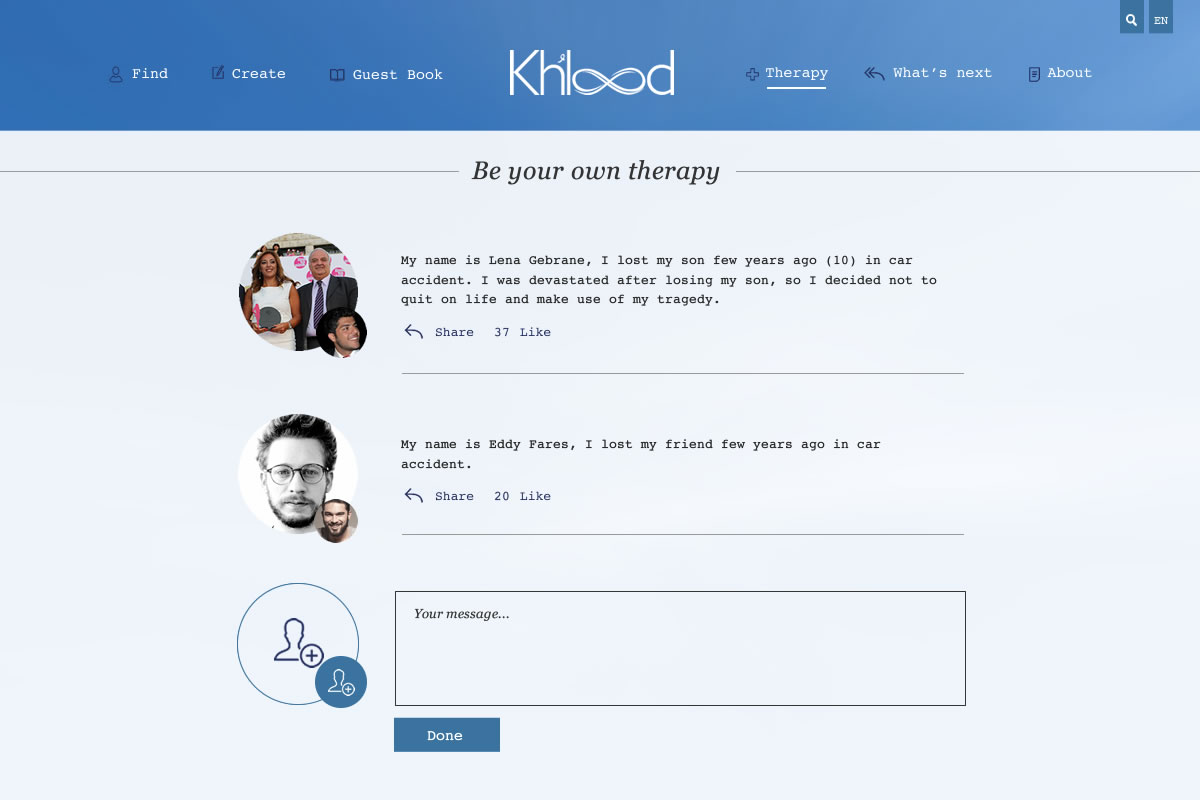 EN
Find
Create
Guest Book
Kh'lood
Therapy
What's next
About
Be your own therapy
My name is Lena Gebrane, I lost my son few years ago (10) in car
accident. I was devastated after losing my son, so I decided not to
quit on life and make use of my tragedy.
Share 37 Like
My name is Eddy Fares, I lost my friend few years ago in car
accident.
Share 20 Like
Your message...
Done